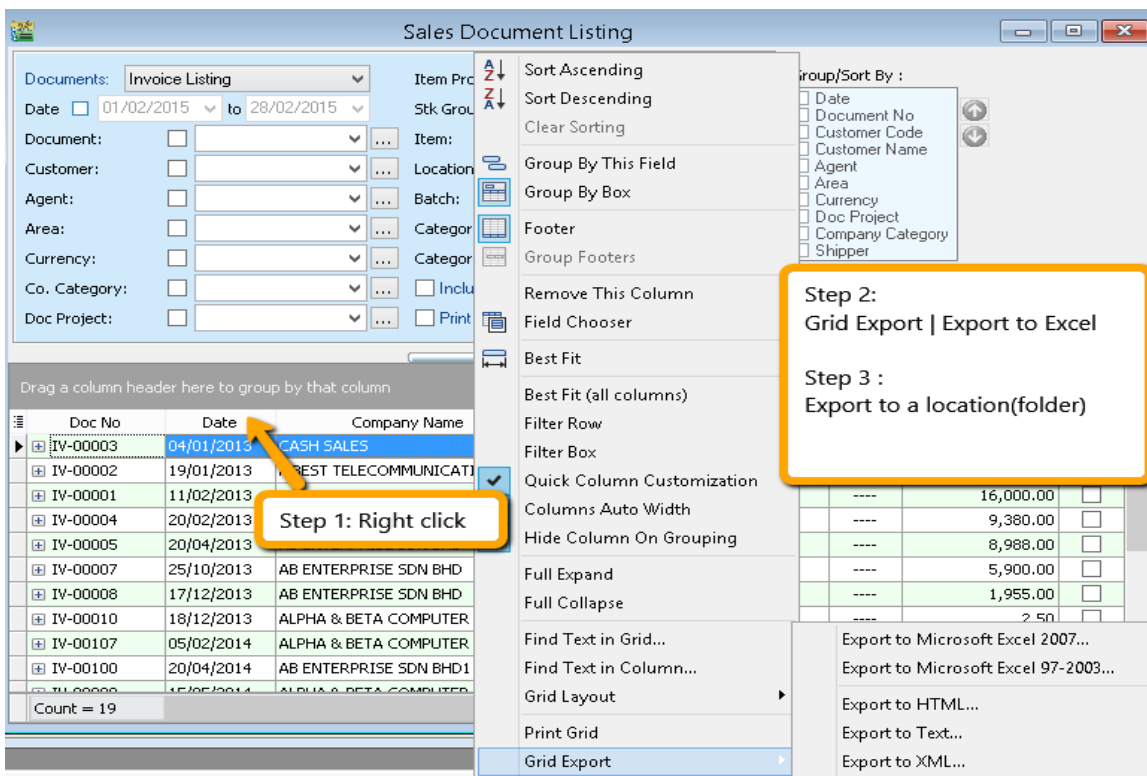 Sales Document Listing
Documents: Invoice Listing
Date 01/02/2015 to 28/02/2015
Document:
Customer:
Agent:
Area:
Currency:
Co. Category:
Doc Project:
Item Pro
Stk Grou
Item:
Location
Batch:
Categor
Categor
Inclu
Print
Group/Sort By :
Date
Document No
Customer Code
Customer Name
Agent
Area
Currency
Doc Project
Company Category
Shipper
Sort Ascending
Sort Descending
Clear Sorting
Group By This Field
Group By Box
Footer
Group Footers
Remove This Column
Field Chooser
Best Fit
Best Fit (all columns)
Filter Row
Filter Box
Quick Column Customization
Columns Auto Width
Hide Column On Grouping
Full Expand
Full Collapse
Find Text in Grid...
Find Text in Column...
Grid Layout
Print Grid
Grid Export
Export to Microsoft Excel 2007...
Export to Microsoft Excel 97-2003...
Export to HTML...
Export to Text...
Export to XML...
Step 2:
Grid Export | Export to Excel
Step 3 :
Export to a location(folder)
Step 1: Right click
Drag a column header here to group by that column
Doc No Date Company Name
IV-00003 04/01/2013 CASH SALES
IV-00002 19/01/2013 BEST TELECOMMUNICATI
IV-00001 11/02/2013 ---- 16,000.00
IV-00004 20/02/2013 ---- 9,380.00
IV-00005 20/04/2013 ---- 8,988.00
IV-00007 25/10/2013 AB ENTERPRISE SDN BHD ---- 5,900.00
IV-00008 17/12/2013 AB ENTERPRISE SDN BHD ---- 1,955.00
IV-00010 18/12/2013 ALPHA & BETA COMPUTER ---- 2.50
IV-00107 05/02/2014 ALPHA & BETA COMPUTER
IV-00100 20/04/2014 AB ENTERPRISE SDN BHD1
Count = 19